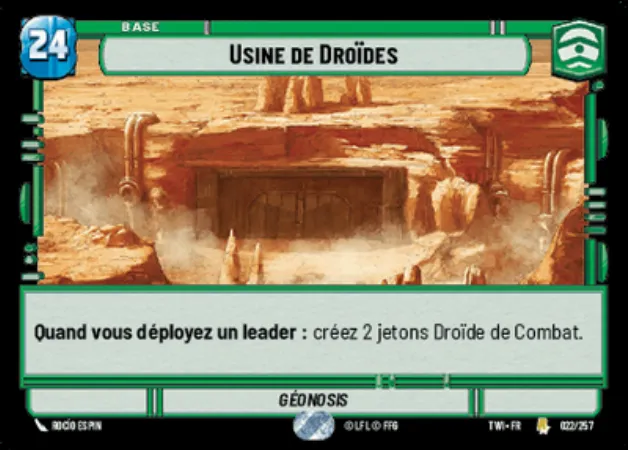 BASE
24
USINE DE DROÏDES
Quand vous déployez un leader : créez 2 jetons Droïde de Combat.
GÉONOSIS
ROCÍO ESPIN
© LFL © FFG
TWI • FR
022/257